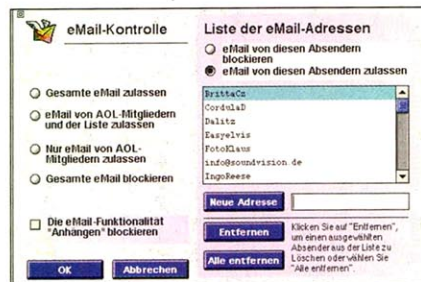 eMail-Kontrolle
Gesamte eMail zulassen
eMail von AOL-Mitgliedern
und der Liste zulassen
Nur eMail von AOL-
Mitgliedern zulassen
Gesamte eMail blockieren
Die eMail-Funktionalität
"Anhängen" blockieren
OK
Abbrechen
Liste der eMail-Adressen
eMail von diesen Absendern
blockieren
eMail von diesen Absendern zulassen
BrittaCz
CordulaD
Dalitz
Easyelvis
FotoKlaus
info@soundvision.de
IngoReese
Neue Adresse
Entfernen
Alle entfernen
Klicken Sie auf "Entfernen",
um einen ausgewählten
Absender aus der Liste zu
Löschen oder wählen Sie
"Alle entfernen".